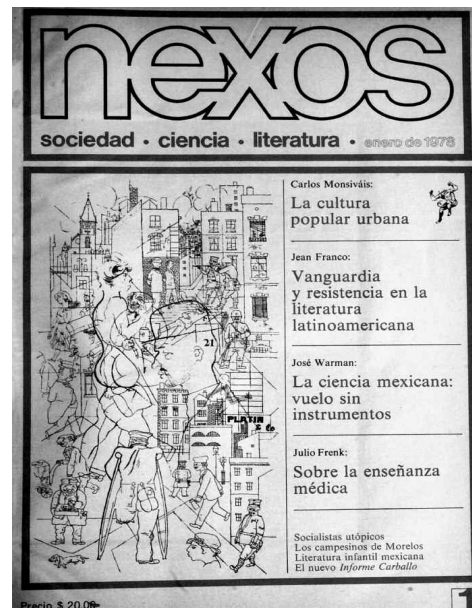 nexos
sociedad • ciencia • literatura • enero de 1978
Carlos Monsiváis:
La cultura
popular urbana
Jean Franco:
Vanguardia
y resistencia en la
literatura
latinoamericana
José Warman:
La ciencia mexicana:
vuelo sin
instrumentos
Julio Frenk:
Sobre la enseñanza
médica
Socialistas utópicos
Los campesinos de Morelos
Literatura infantil mexicana
El nuevo Informe Carballo
21
PLATIN
& Co
Precio $ 20.00
1